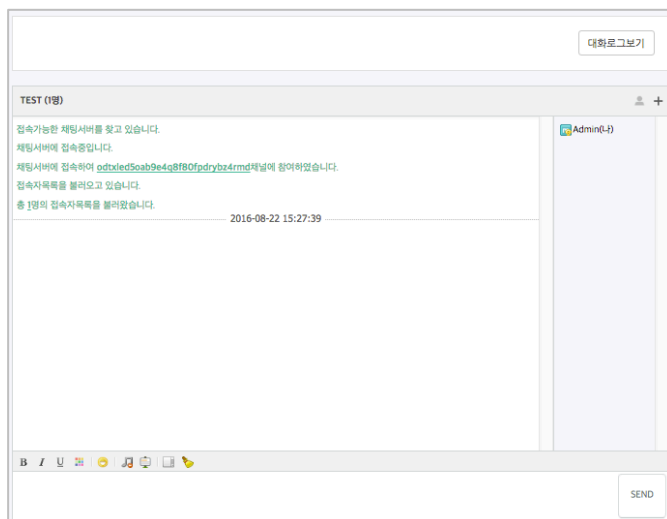 대화로그보기
TEST (1명)
접속가능한 채팅서버를 찾고 있습니다.
Admin(나)
채팅서버에 접속중입니다.
채팅서버에 접속하여 odtxled5oab9e4q8f80fpdrybz4rmd채널에 참여하였습니다.
접속자목록을 불러오고 있습니다.
총 1명의 접속자목록을 불러왔습니다.
2016-08-22 15:27:39
B I U
SEND